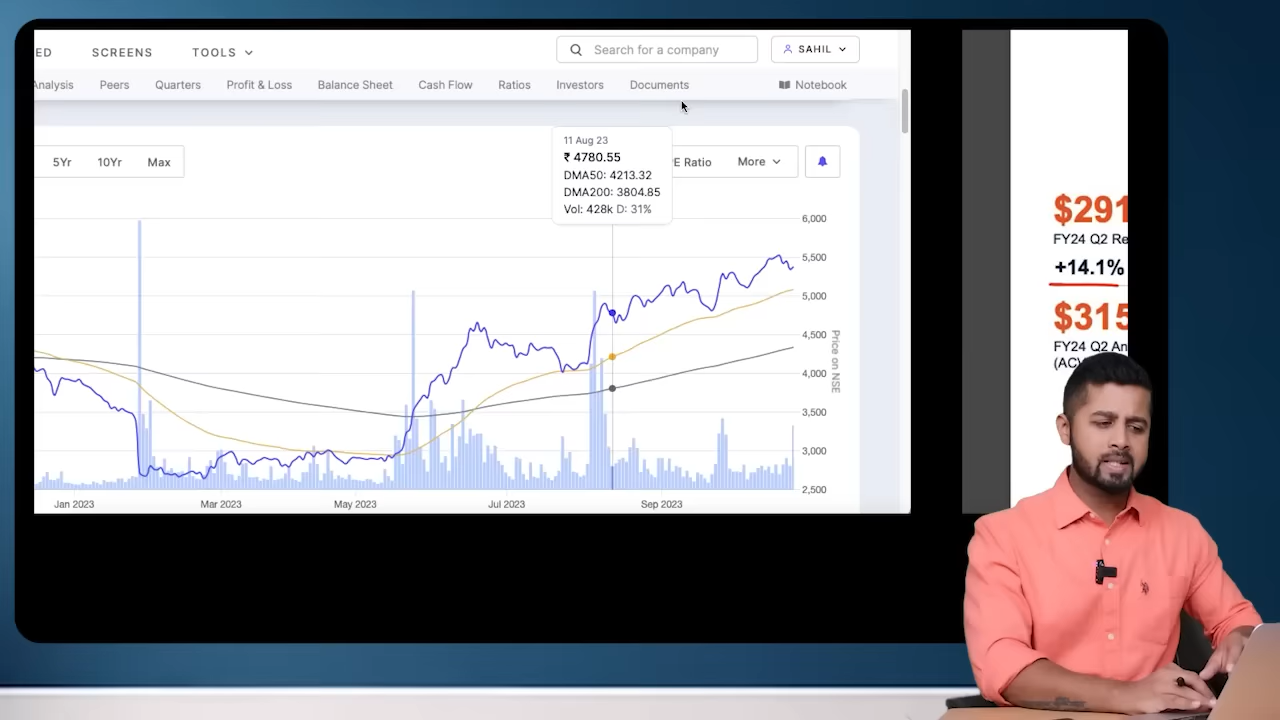 ED SCREENS TOOLS Search for a company SAHIL
Analysis Peers Quarters Profit & Loss Balance Sheet Cash Flow Ratios Investors Documents Notebook
5Yr 10Yr Max
PE Ratio More
11 Aug 23
₹ 4780.55
DMA50: 4213.32
DMA200: 3804.85
Vol: 428k D: 31%
6,000
5,500
5,000
4,500
4,000
3,500
3,000
2,500
Price on NSE
Jan 2023 Mar 2023 May 2023 Jul 2023 Sep 2023
$291
FY24 Q2 Re
+14.1%
$315
FY24 Q2 An
(AC